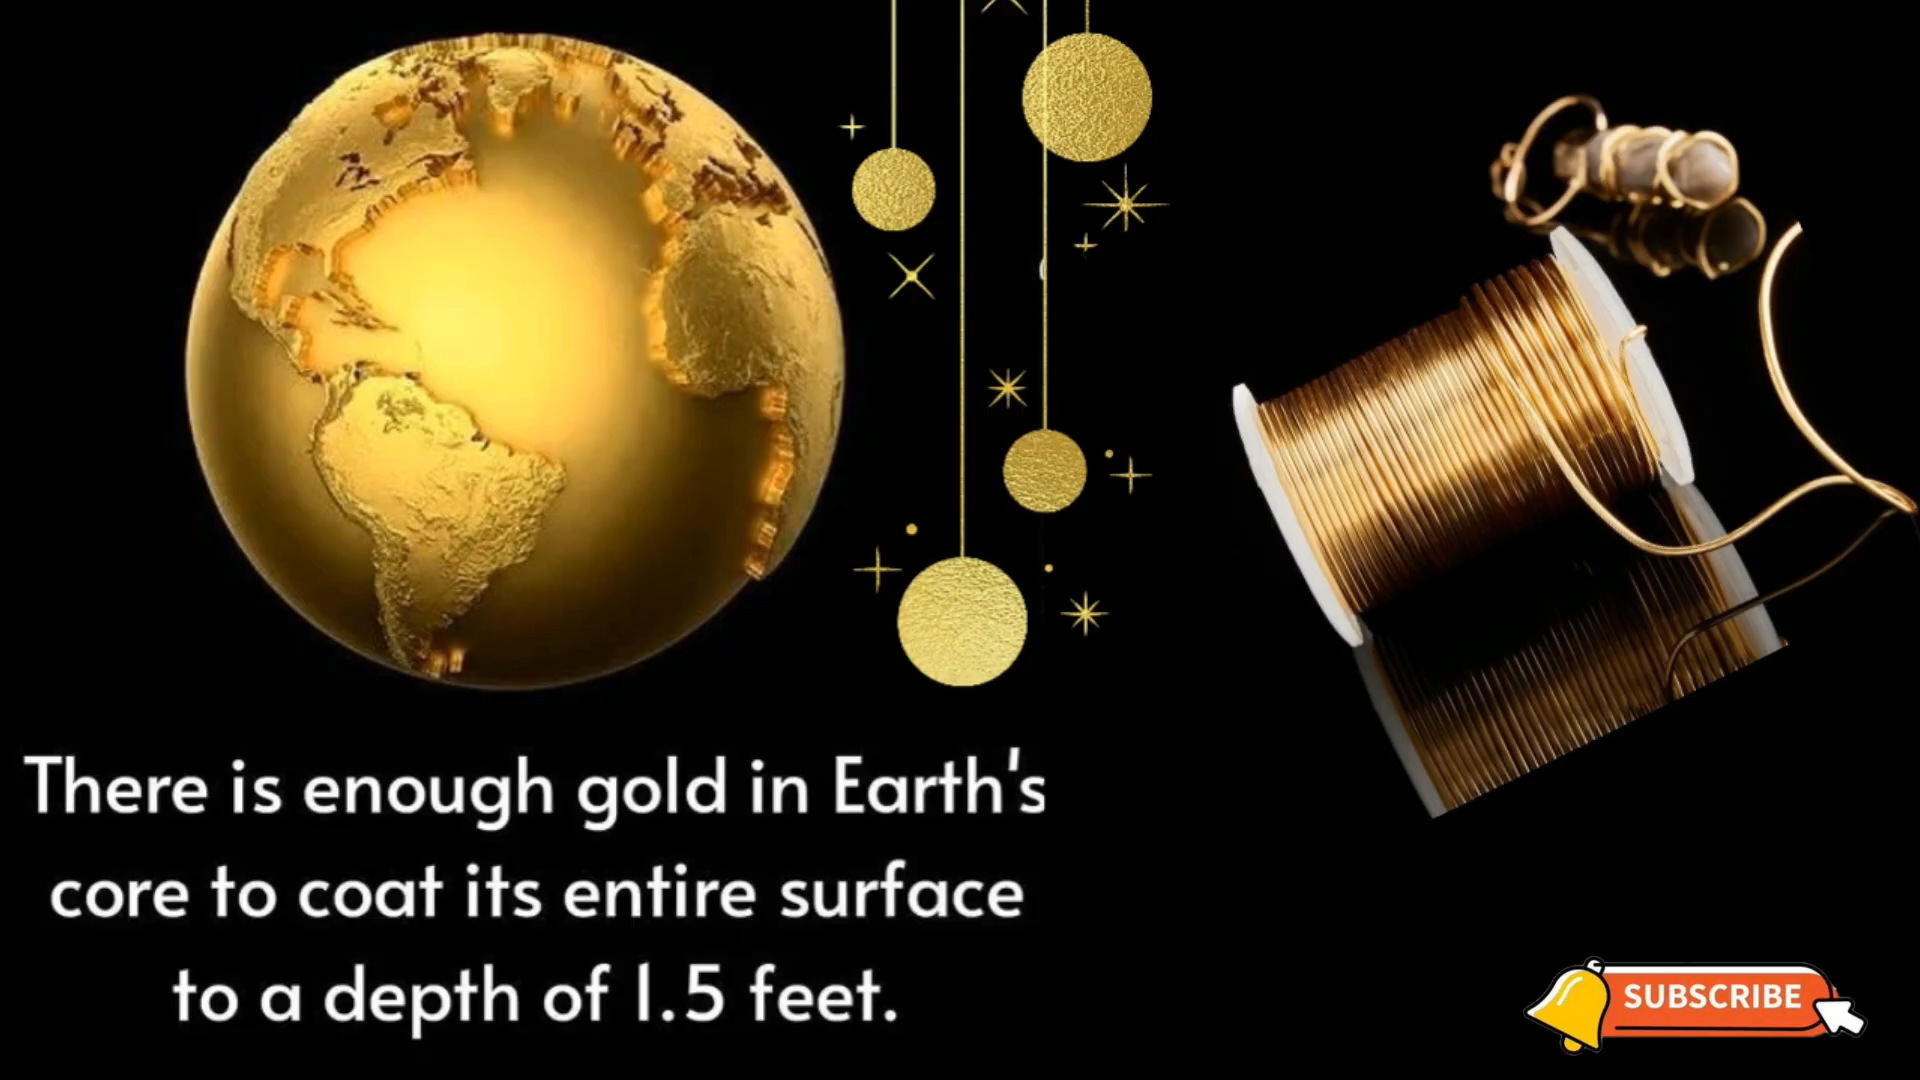 There is enough gold in Earth's
core to coat its entire surface
to a depth of 1.5 feet.
SUBSCRIBE